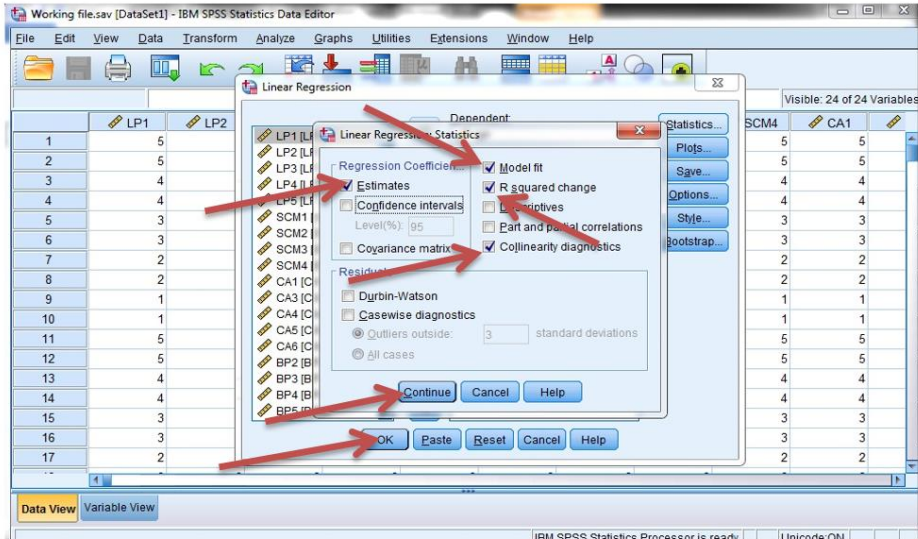 Working file.sav [DataSet1] - IBM SPSS Statistics Data Editor
File Edit View Data Transform Analyze Graphs Utilities Extensions Window Help
Visible: 24 of 24 Variables
LP1 LP2 SCM4 CA1
1 5 5 5
2 5 5 5
3 4 4 4
4 4 4 4
5 3 3 3
6 3 3 3
7 2 2 2
8 2 2 2
9 1 1 1
10 1 1 1
11 5 5 5
12 5 5 5
13 4 4 4
14 4 4 4
15 3 3 3
16 3 3 3
17 2 2 2
Linear Regression
Dependent:
LP1 [LP
LP2 [LP
LP3 [LP
LP4 [LP
LP5 [LP
SCM1 [
SCM2 [
SCM3 [
SCM4 [
CA1 [C
CA3 [C
CA4 [C
CA5 [C
CA6 [C
BP2 [B
BP3 [B
BP4 [B
BP5 [B
Statistics...
Plots...
Save...
Options...
Style...
Bootstrap...
Linear Regression: Statistics
Regression Coefficien...
Estimates
Confidence intervals
Level(%): 95
Covariance matrix
Model fit
R squared change
Part and partial correlations
Collinearity diagnostics
Residual
Durbin-Watson
Casewise diagnostics
Outliers outside: 3 standard deviations
All cases
Continue Cancel Help
OK Paste Reset Cancel Help
Data View Variable View
IBM SPSS Statistics Processor is ready Unicode:ON